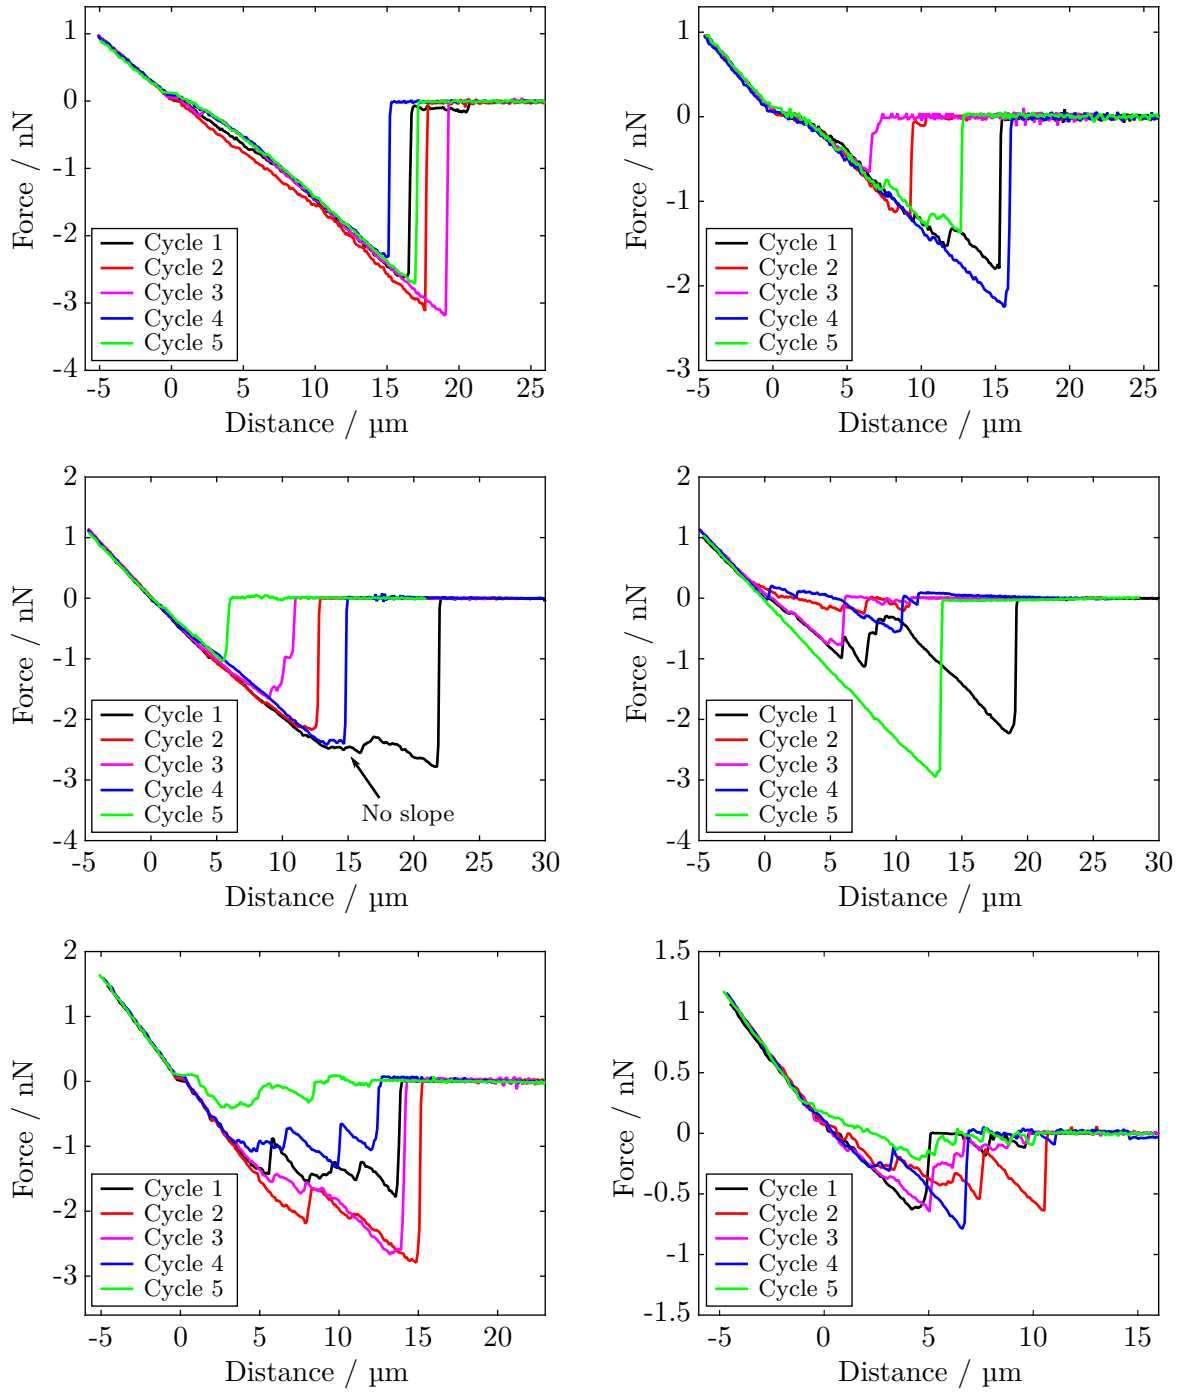 1
0
-1
-2
-3
-4
-5 0 5 10 15 20 25
Force / nN
Distance / µm
Cycle 1
Cycle 2
Cycle 3
Cycle 4
Cycle 5
1
0
-1
-2
-3
-5 0 5 10 15 20 25
Force / nN
Distance / µm
Cycle 1
Cycle 2
Cycle 3
Cycle 4
Cycle 5
2
1
0
-1
-2
-3
-4
-5 0 5 10 15 20 25 30
Force / nN
Distance / µm
Cycle 1
Cycle 2
Cycle 3
Cycle 4
Cycle 5
No slope
2
1
0
-1
-2
-3
-4
-5 0 5 10 15 20 25 30
Force / nN
Distance / µm
Cycle 1
Cycle 2
Cycle 3
Cycle 4
Cycle 5
2
1
0
-1
-2
-3
-5 0 5 10 15 20
Force / nN
Distance / µm
Cycle 1
Cycle 2
Cycle 3
Cycle 4
Cycle 5
1.5
1
0.5
0
-0.5
-1
-1.5
-5 0 5 10 15
Force / nN
Distance / µm
Cycle 1
Cycle 2
Cycle 3
Cycle 4
Cycle 5